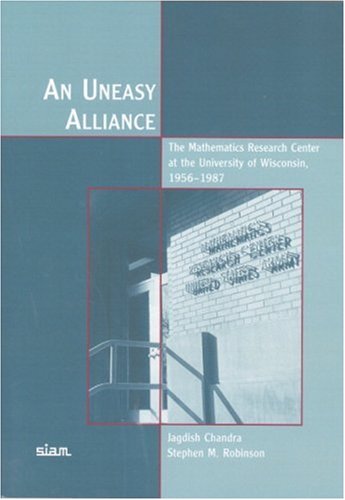 AN UNEASY
ALLIANCE
The Mathematics Research Center
at the University of Wisconsin,
1956–1987
MATHEMATICS
RESEARCH CENTER
UNITED STATES ARMY
Jagdish Chandra
Stephen M. Robinson
siam